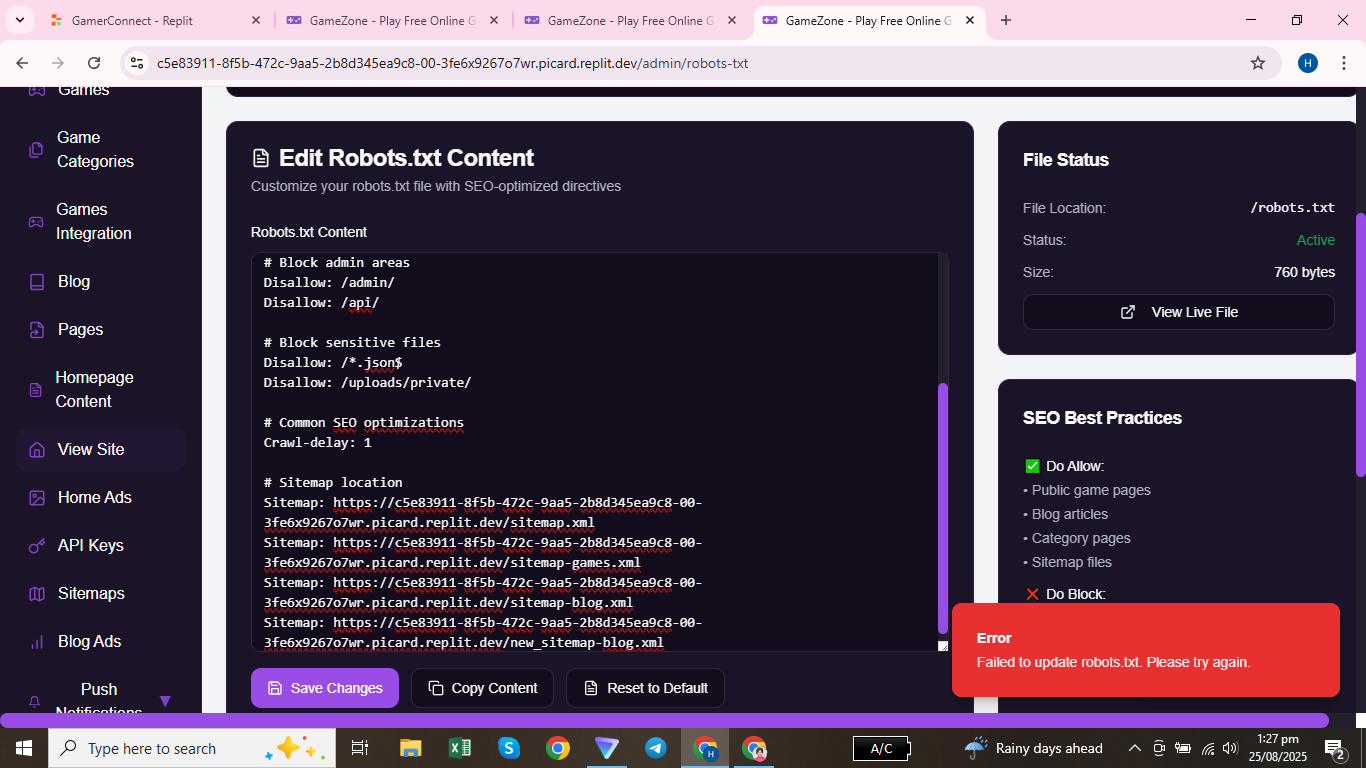 GamerConnect - Replit
GameZone - Play Free Online G
GameZone - Play Free Online G
GameZone - Play Free Online G
c5e83911-8f5b-472c-9aa5-2b8d345ea9c8-00-3fe6x9267o7wr.picard.replit.dev/admin/robots-txt
H
Games
Game
Categories
Games
Integration
Blog
Pages
Homepage
Content
View Site
Home Ads
API Keys
Sitemaps
Blog Ads
Push
Notifications
Edit Robots.txt Content
Customize your robots.txt file with SEO-optimized directives
Robots.txt Content
# Block admin areas
Disallow: /admin/
Disallow: /api/
# Block sensitive files
Disallow: /*.json$
Disallow: /uploads/private/
# Common SEO optimizations
Crawl-delay: 1
# Sitemap location
Sitemap: https://c5e83911-8f5b-472c-9aa5-2b8d345ea9c8-00-
3fe6x9267o7wr.picard.replit.dev/sitemap.xml
Sitemap: https://c5e83911-8f5b-472c-9aa5-2b8d345ea9c8-00-
3fe6x9267o7wr.picard.replit.dev/sitemap-games.xml
Sitemap: https://c5e83911-8f5b-472c-9aa5-2b8d345ea9c8-00-
3fe6x9267o7wr.picard.replit.dev/sitemap-blog.xml
Sitemap: https://c5e83911-8f5b-472c-9aa5-2b8d345ea9c8-00-
3fe6x9267o7wr.picard.replit.dev/new_sitemap-blog.xml
Save Changes
Copy Content
Reset to Default
File Status
File Location: /robots.txt
Status: Active
Size: 760 bytes
View Live File
SEO Best Practices
✅ Do Allow:
• Public game pages
• Blog articles
• Category pages
• Sitemap files
❌ Do Block:
Error
Failed to update robots.txt. Please try again.
Type here to search
A/C
Rainy days ahead
1:27 pm
25/08/2025
2